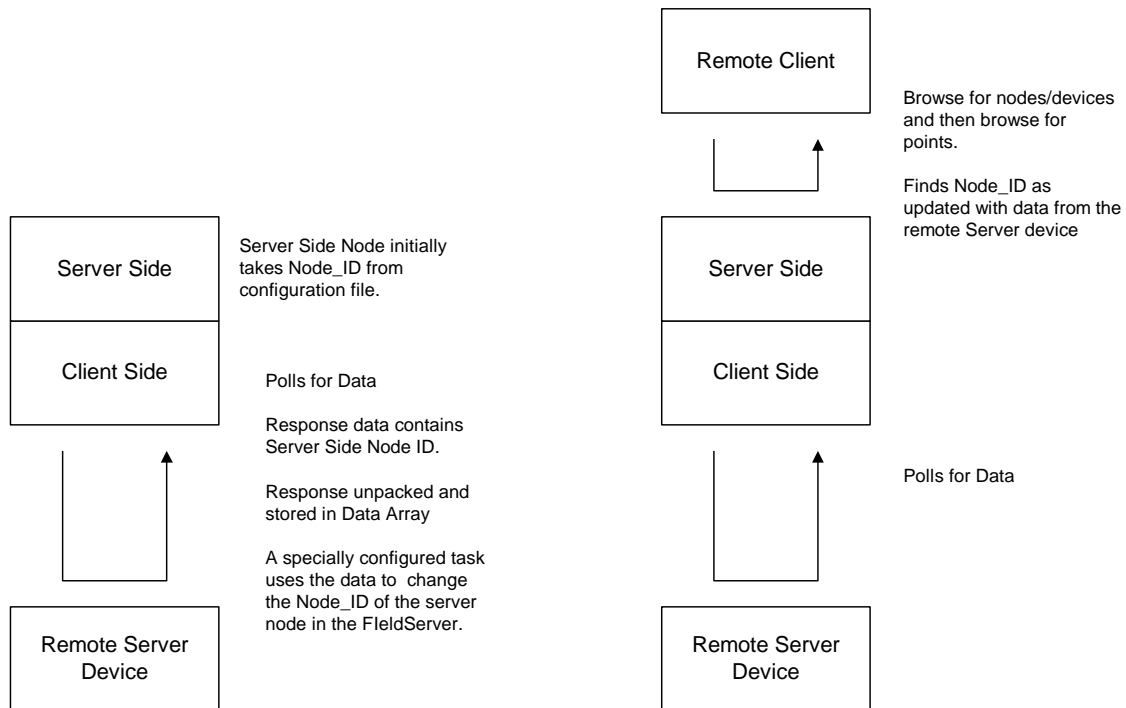 Server Side
Server Side Node initially
takes Node_ID from
configuration file.
Client Side
Polls for Data
Response data contains
Server Side Node ID.
Response unpacked and
stored in Data Array
A specially configured task
uses the data to  change
the Node_ID of the server
node in the FIeldServer.
Remote Server
Device
Remote Client
Browse for nodes/devices
and then browse for
points.
Finds Node_ID as
updated with data from the
remote Server device
Server Side
Client Side
Polls for Data
Remote Server
Device